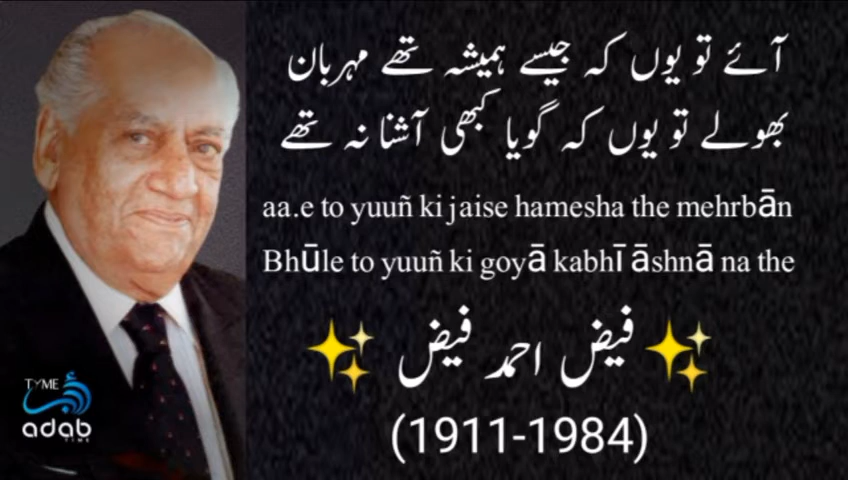 آئے تو یوں کہ جیسے ہمیشہ تھے مہربان
بھولے تو یوں کہ گویا کبھی آشنا نہ تھے
aa.e to yuuñ ki jaise hamesha the mehrbān
Bhūle to yuuñ ki goyā kabhī āshnā na the
✨فیض احمد فیض✨
(1911-1984)
TYME
ادب
adab
TIME